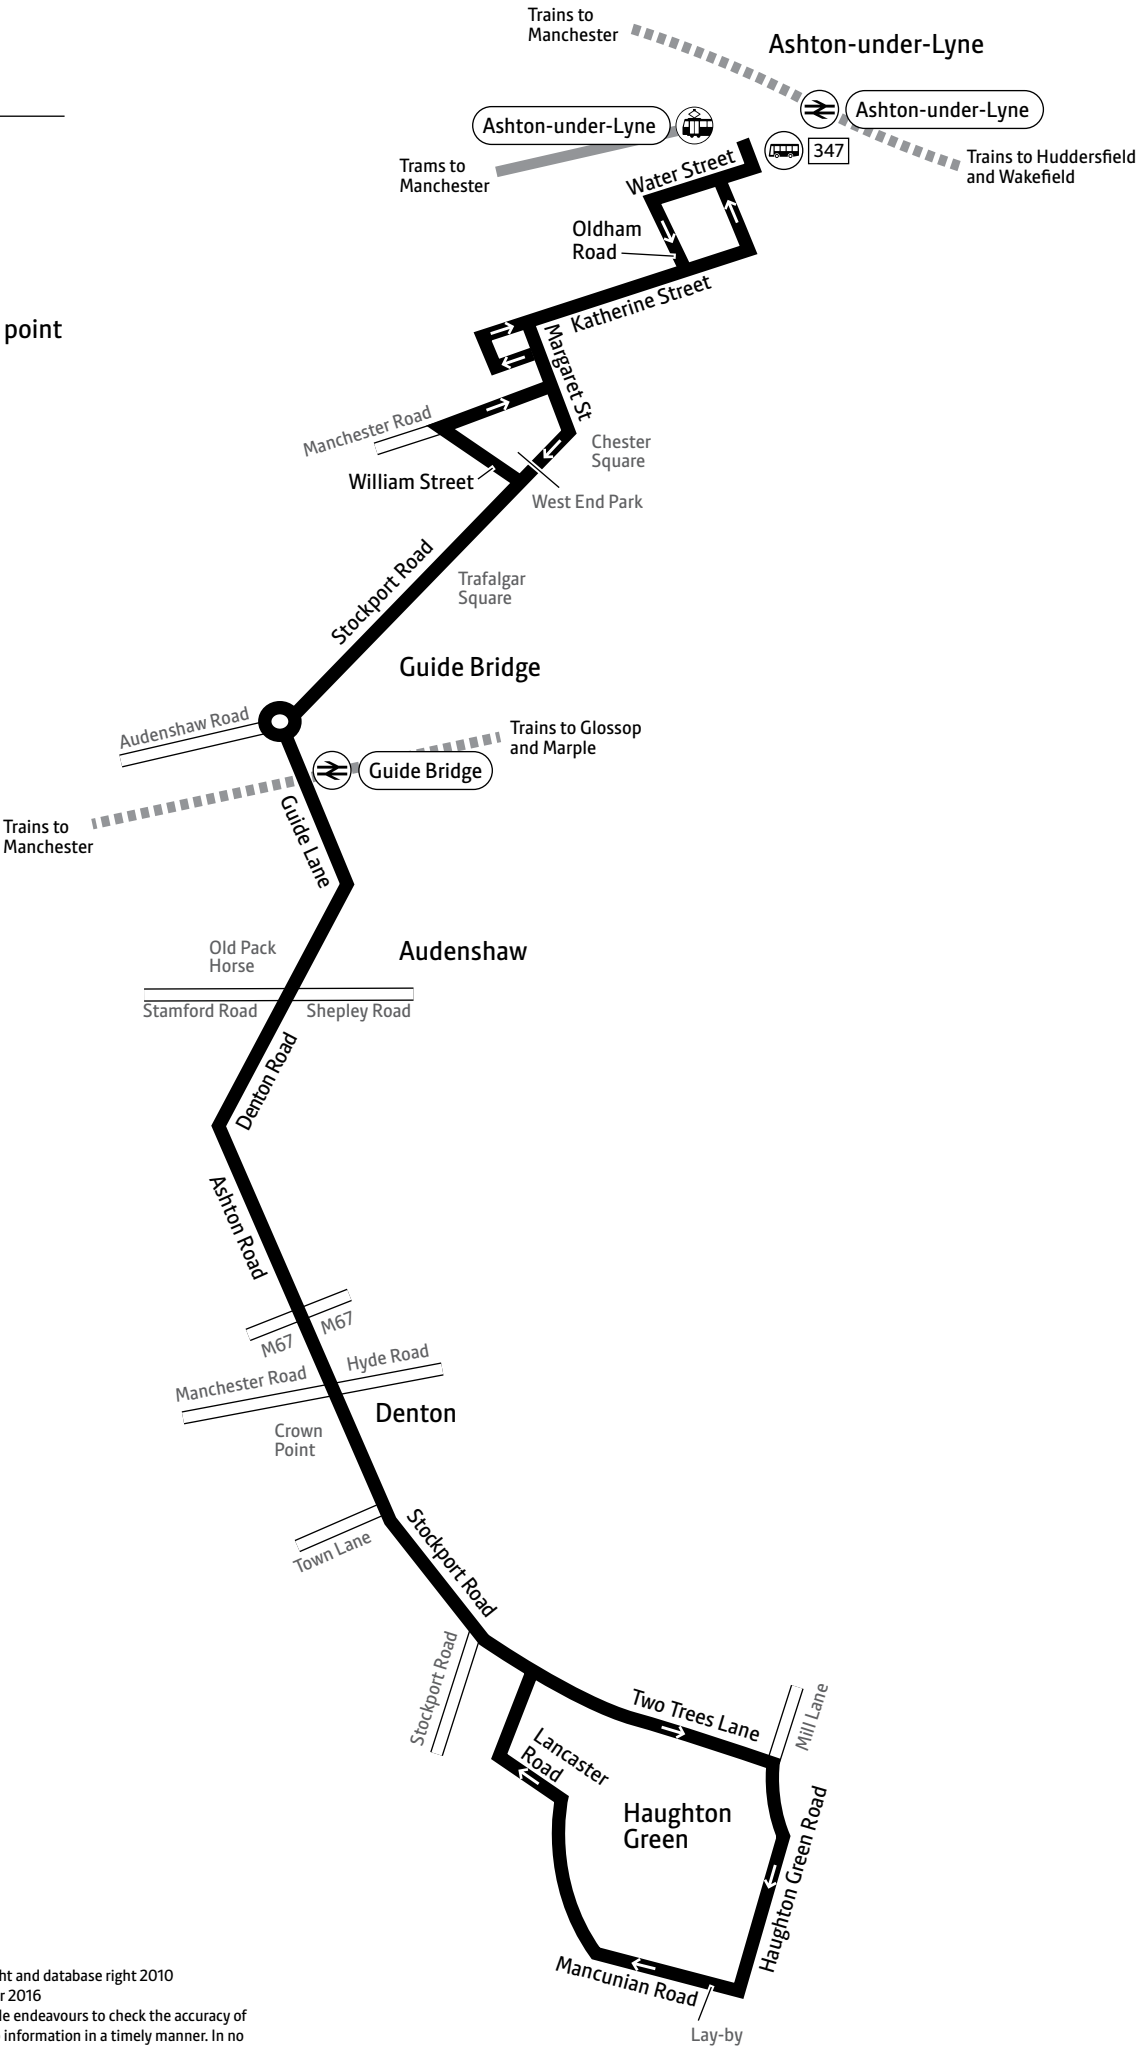 Trains to
Manchester
Ashton-under-Lyne
Ashton-under-Lyne
Ashton-under-Lyne
347
Trams to
Manchester
Trains to Huddersfield
and Wakefield
Water Street
Oldham
Road
Katherine Street
point
Margaret St
Manchester Road
Chester
Square
William Street
West End Park
Stockport Road
Trafalgar
Square
Guide Bridge
Audenshaw Road
Trains to Glossop
and Marple
Guide Bridge
Trains to
Manchester
Guide Lane
Old Pack
Horse
Audenshaw
Stamford Road
Shepley Road
Denton Road
Ashton Road
M67
M67
Hyde Road
Manchester Road
Denton
Crown
Point
Town Lane
Stockport Road
Stockport Road
Two Trees Lane
Mill Lane
Lancaster
Road
Haughton
Green
Haughton Green Road
Mancunian Road
Lay-by
ht and database right 2010
r 2016
le endeavours to check the accuracy of
information in a timely manner. In no